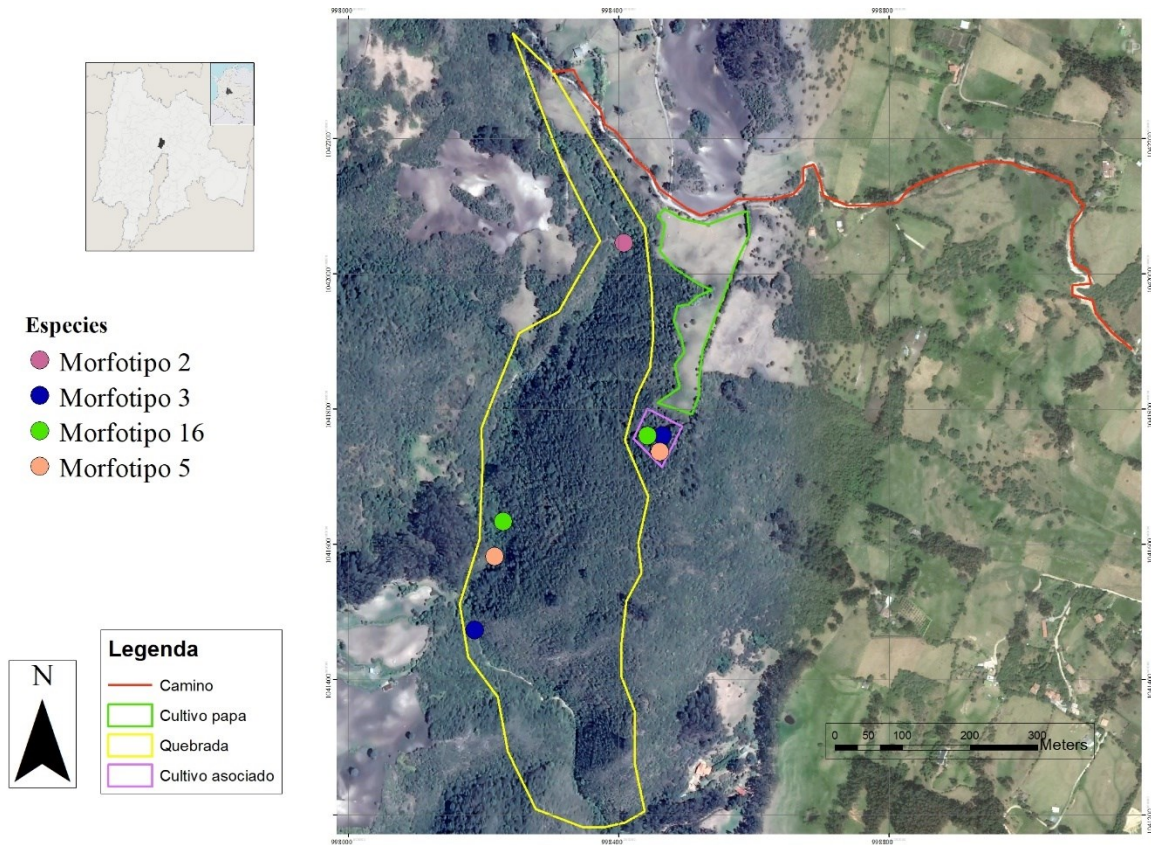 Especies
Morfotipo 2
Morfotipo 3
Morfotipo 16
Morfotipo 5
Legenda
Camino
Cultivo papa
Quebrada
Cultivo asociado
N
0 50 100 200 300
Meters